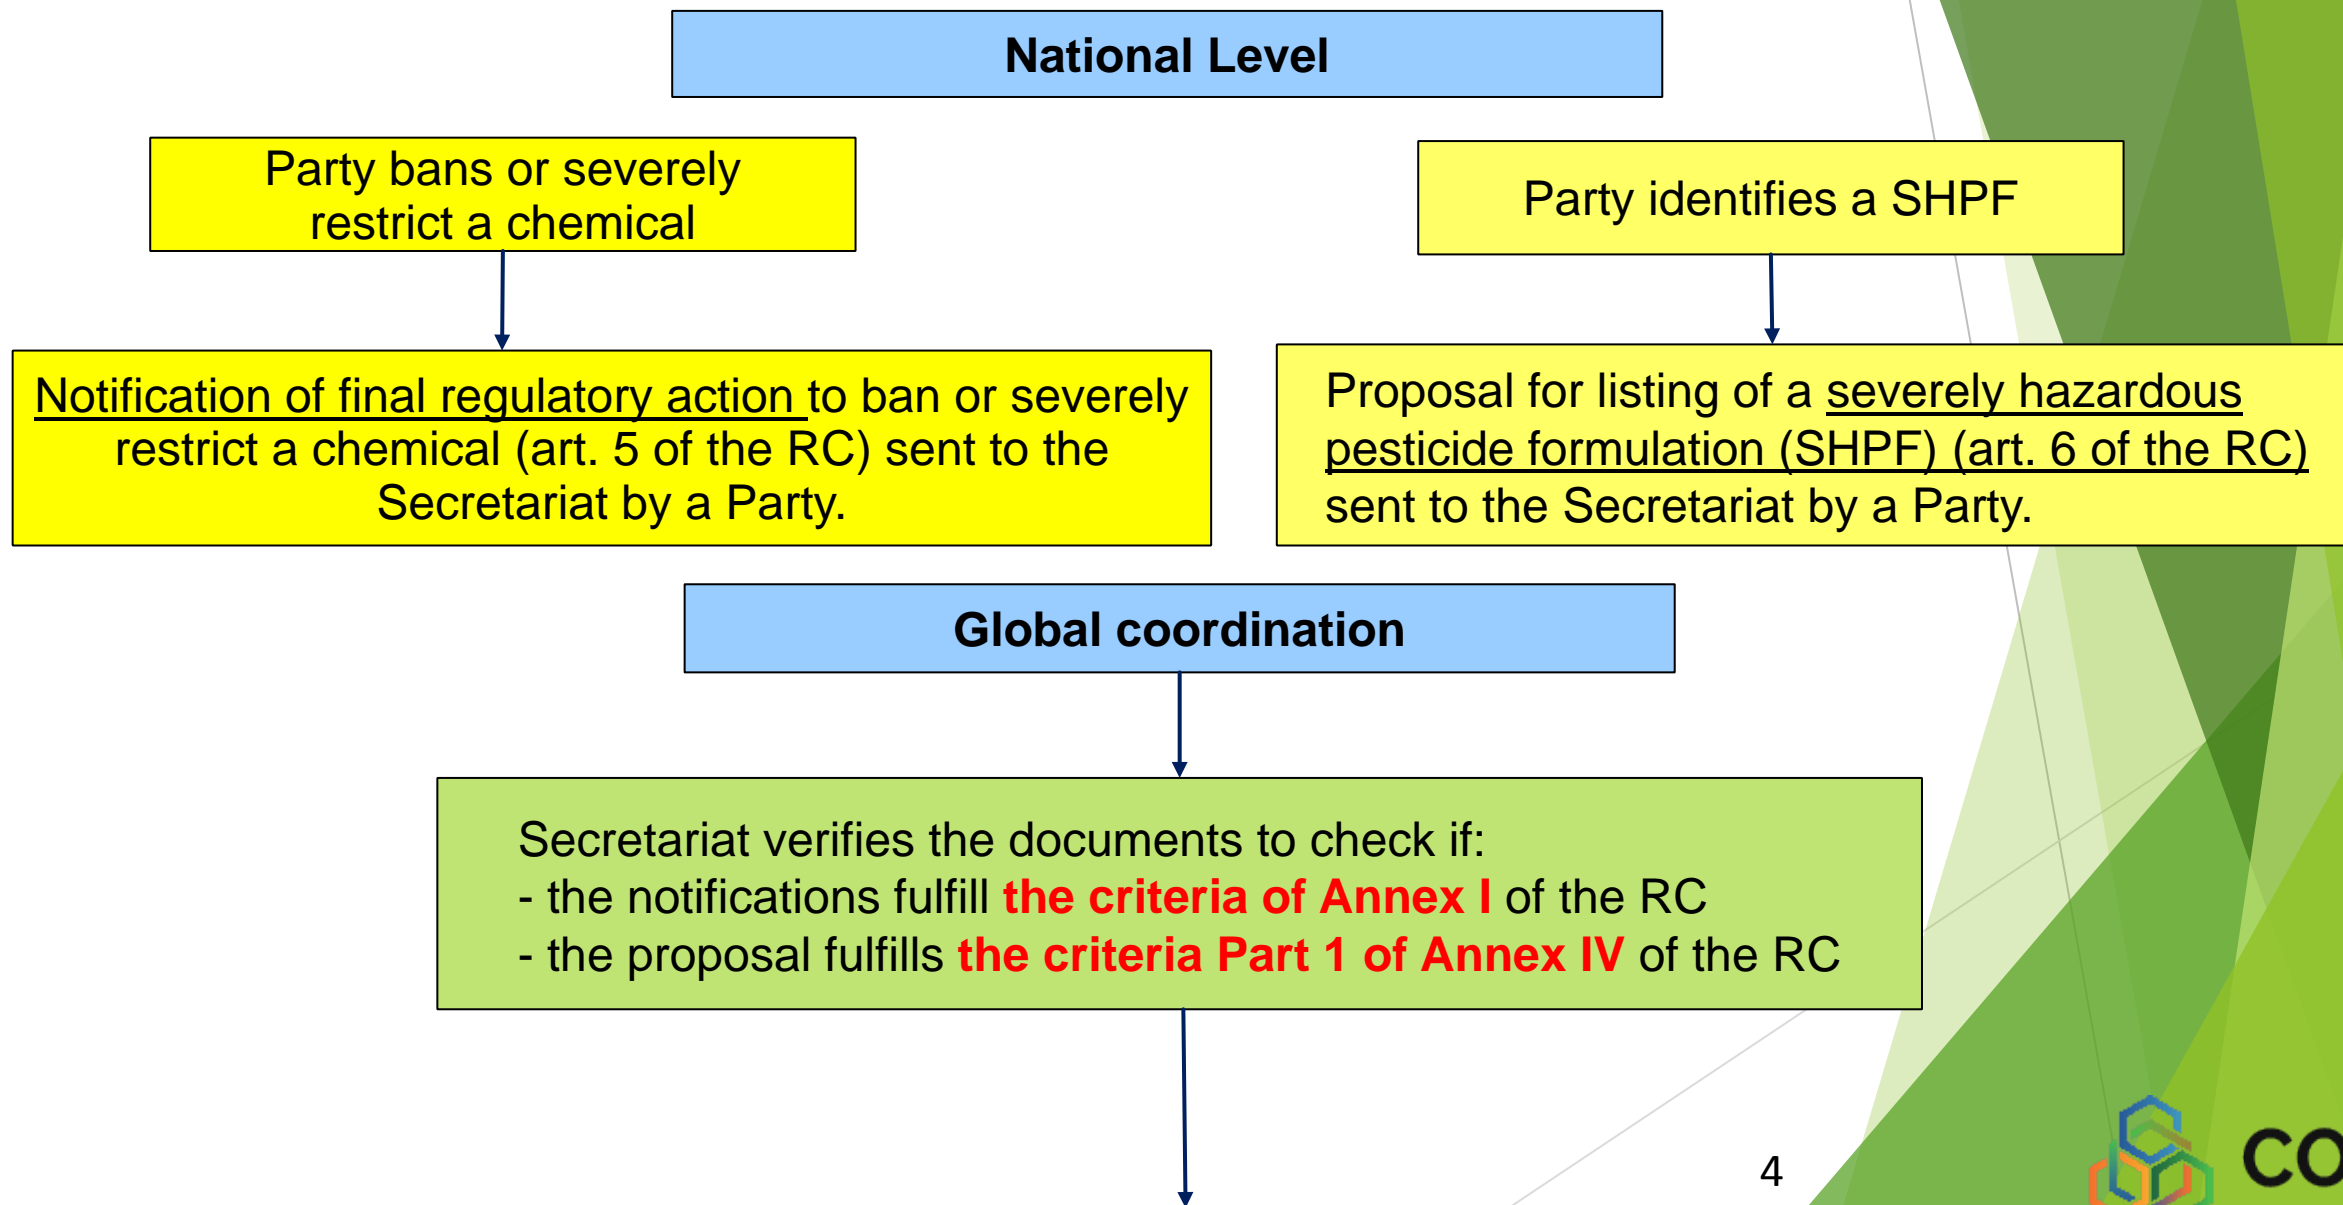 National Level
Party bans or severely
restrict a chemical
Party identifies a SHPF
Notification of final regulatory action to ban or severely
restrict a chemical (art. 5 of the RC) sent to the
Secretariat by a Party.
Proposal for listing of a severely hazardous
pesticide formulation (SHPF) (art. 6 of the RC)
sent to the Secretariat by a Party.
Global coordination
Secretariat verifies the documents to check if:
- the notifications fulfill the criteria of Annex I of the RC
- the proposal fulfills the criteria Part 1 of Annex IV of the RC
4